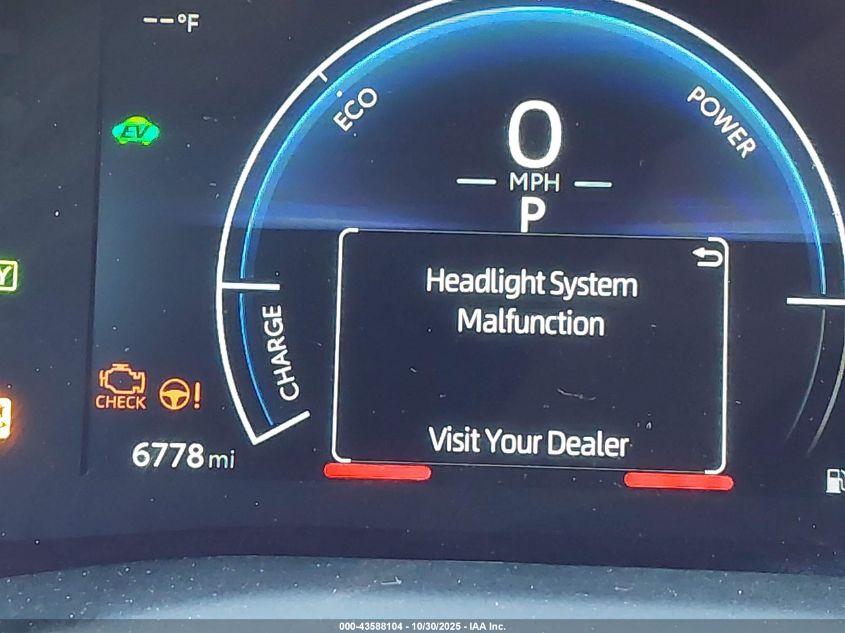 --°F
ECO
POWER
EV
0
MPH
P
Headlight System
Malfunction
CHARGE
CHECK
Visit Your Dealer
6778 mi
000-43588104 - 10/30/2025 - IAA Inc.